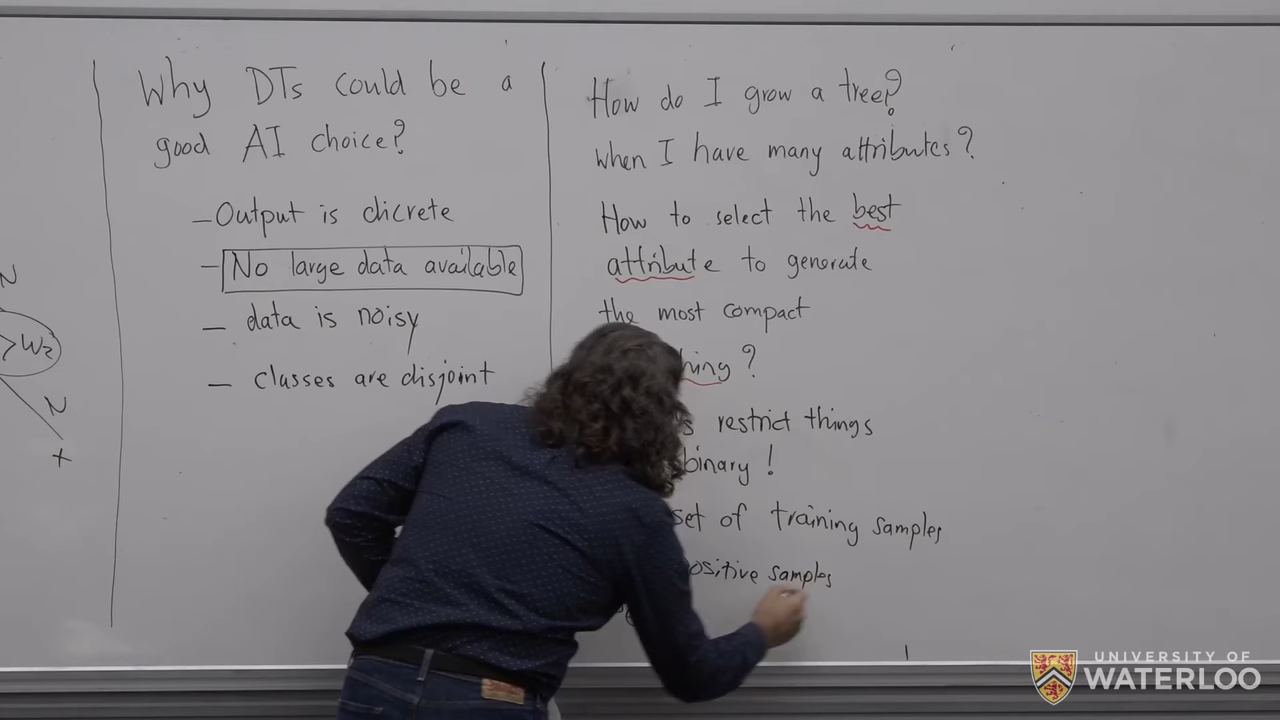 N
>W2
N
+
Why DTs could be a
good AI choice?
– Output is dicrete
– No large data available
– data is noisy
– classes are disjoint
How do I grow a tree?
when I have many attributes?
How to select the best
attribute to generate
the most compact
?
restrict things
binary!
set of training samples
samples
UNIVERSITY OF
WATERLOO